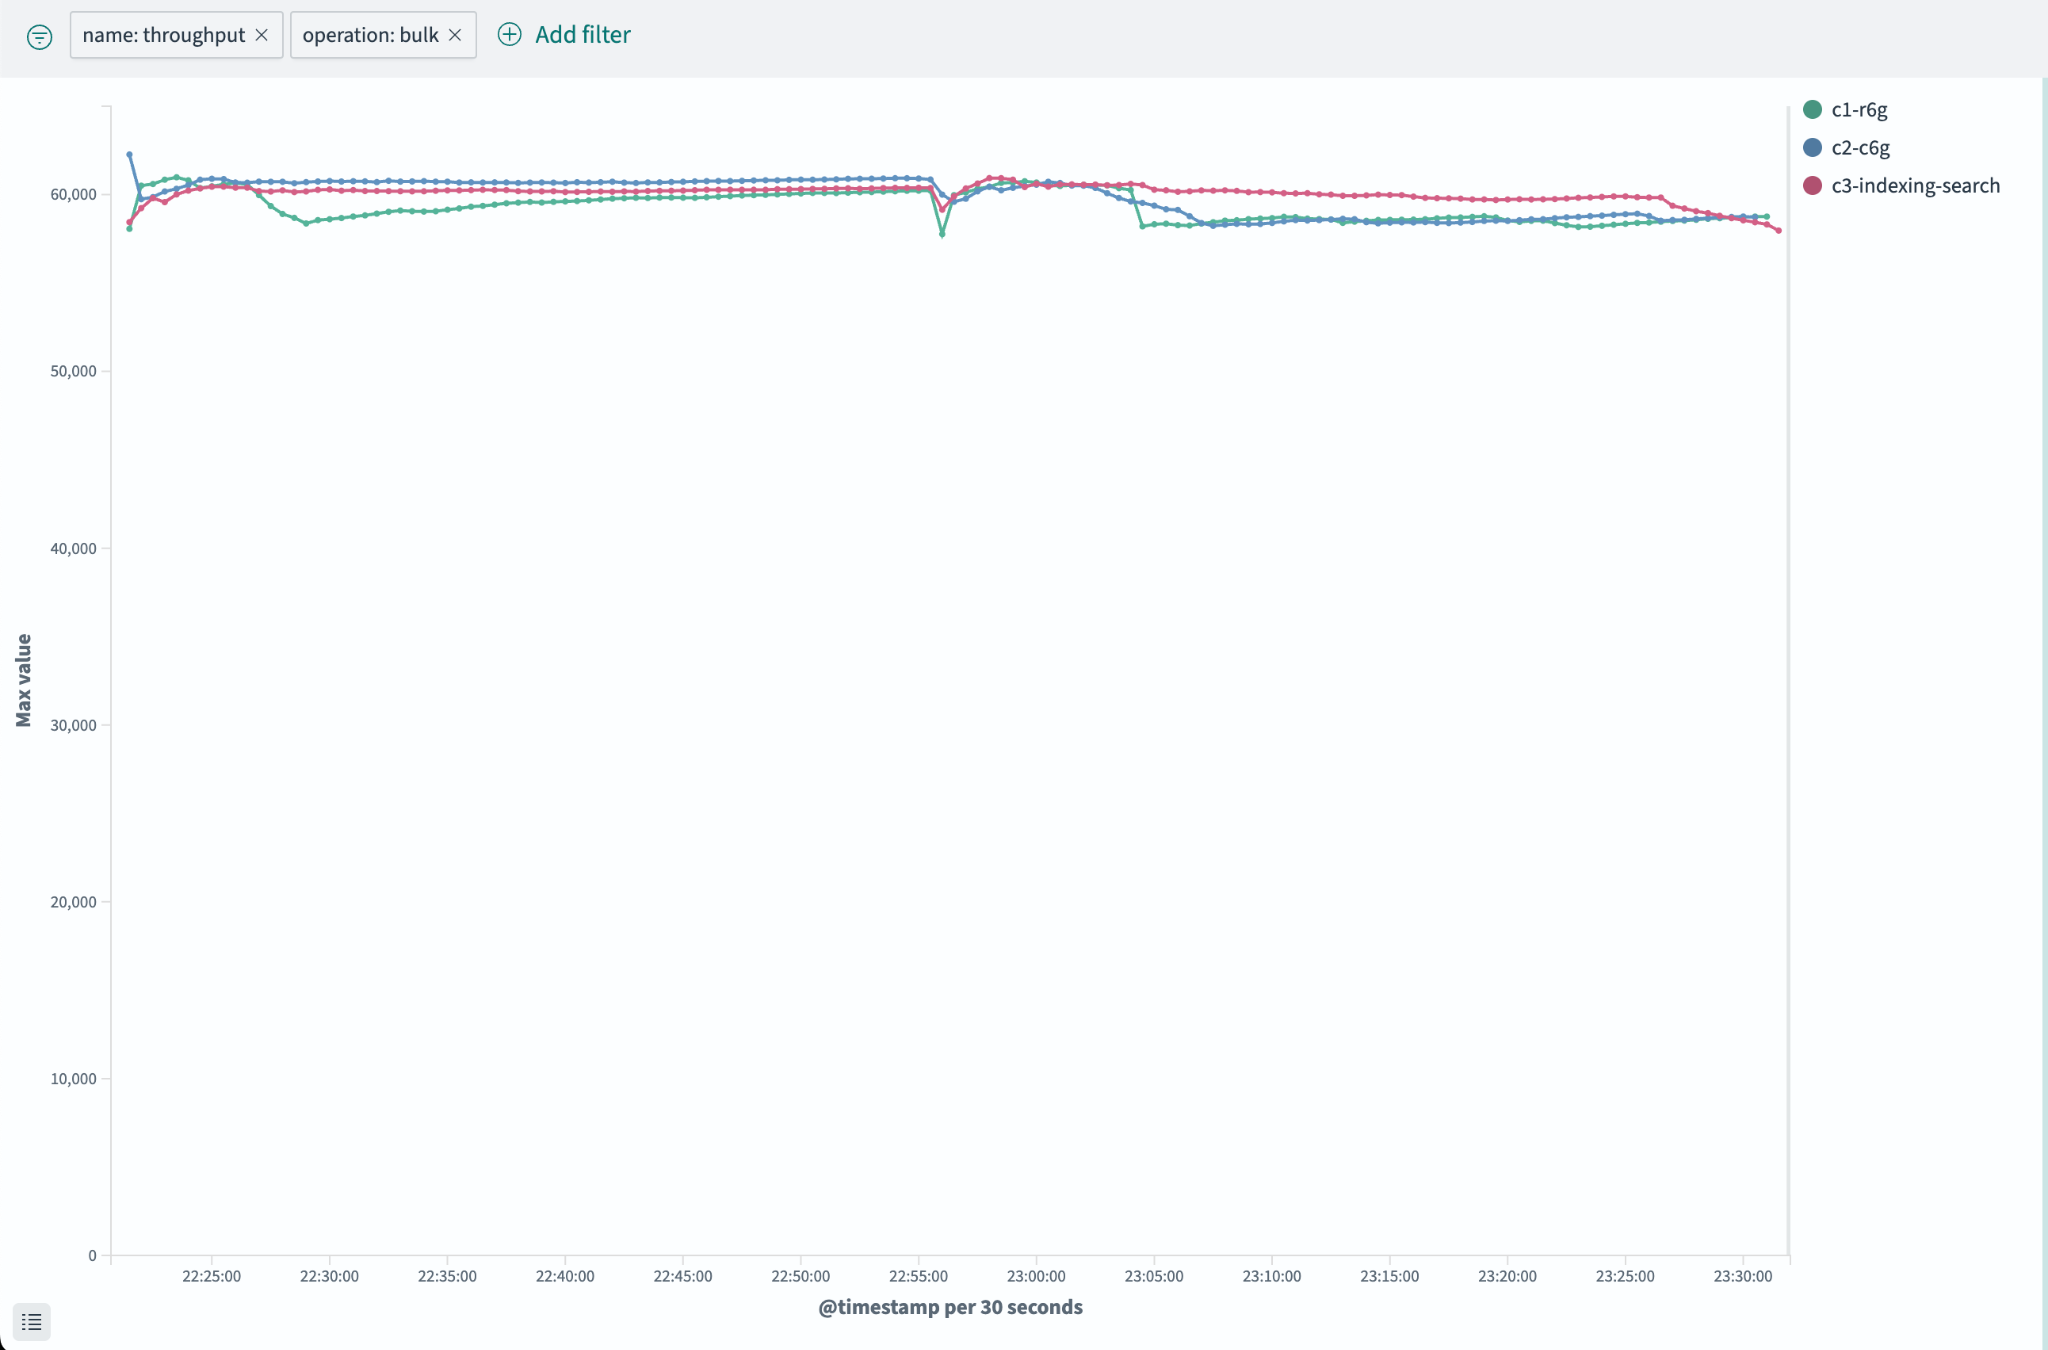 name: throughput
operation: bulk
Add filter
c1-r6g
c2-c6g
c3-indexing-search
Max value
60,000
50,000
40,000
30,000
20,000
10,000
0
22:25:00 22:30:00 22:35:00 22:40:00 22:45:00 22:50:00 22:55:00 23:00:00 23:05:00 23:10:00 23:15:00 23:20:00 23:25:00 23:30:00
@timestamp per 30 seconds